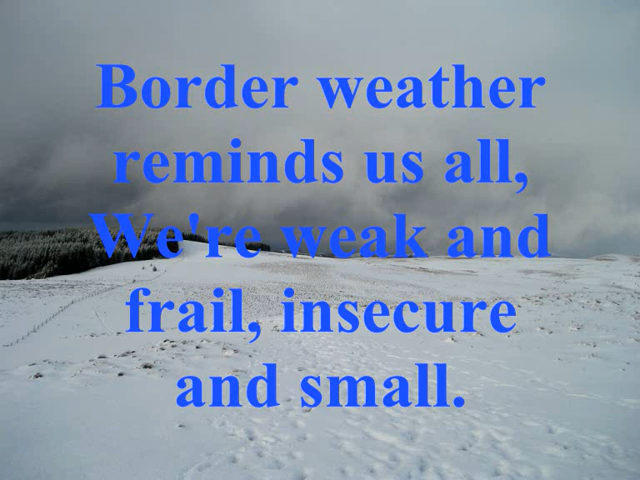 Border weather
reminds us all,
We're weak and
frail, insecure
and small.